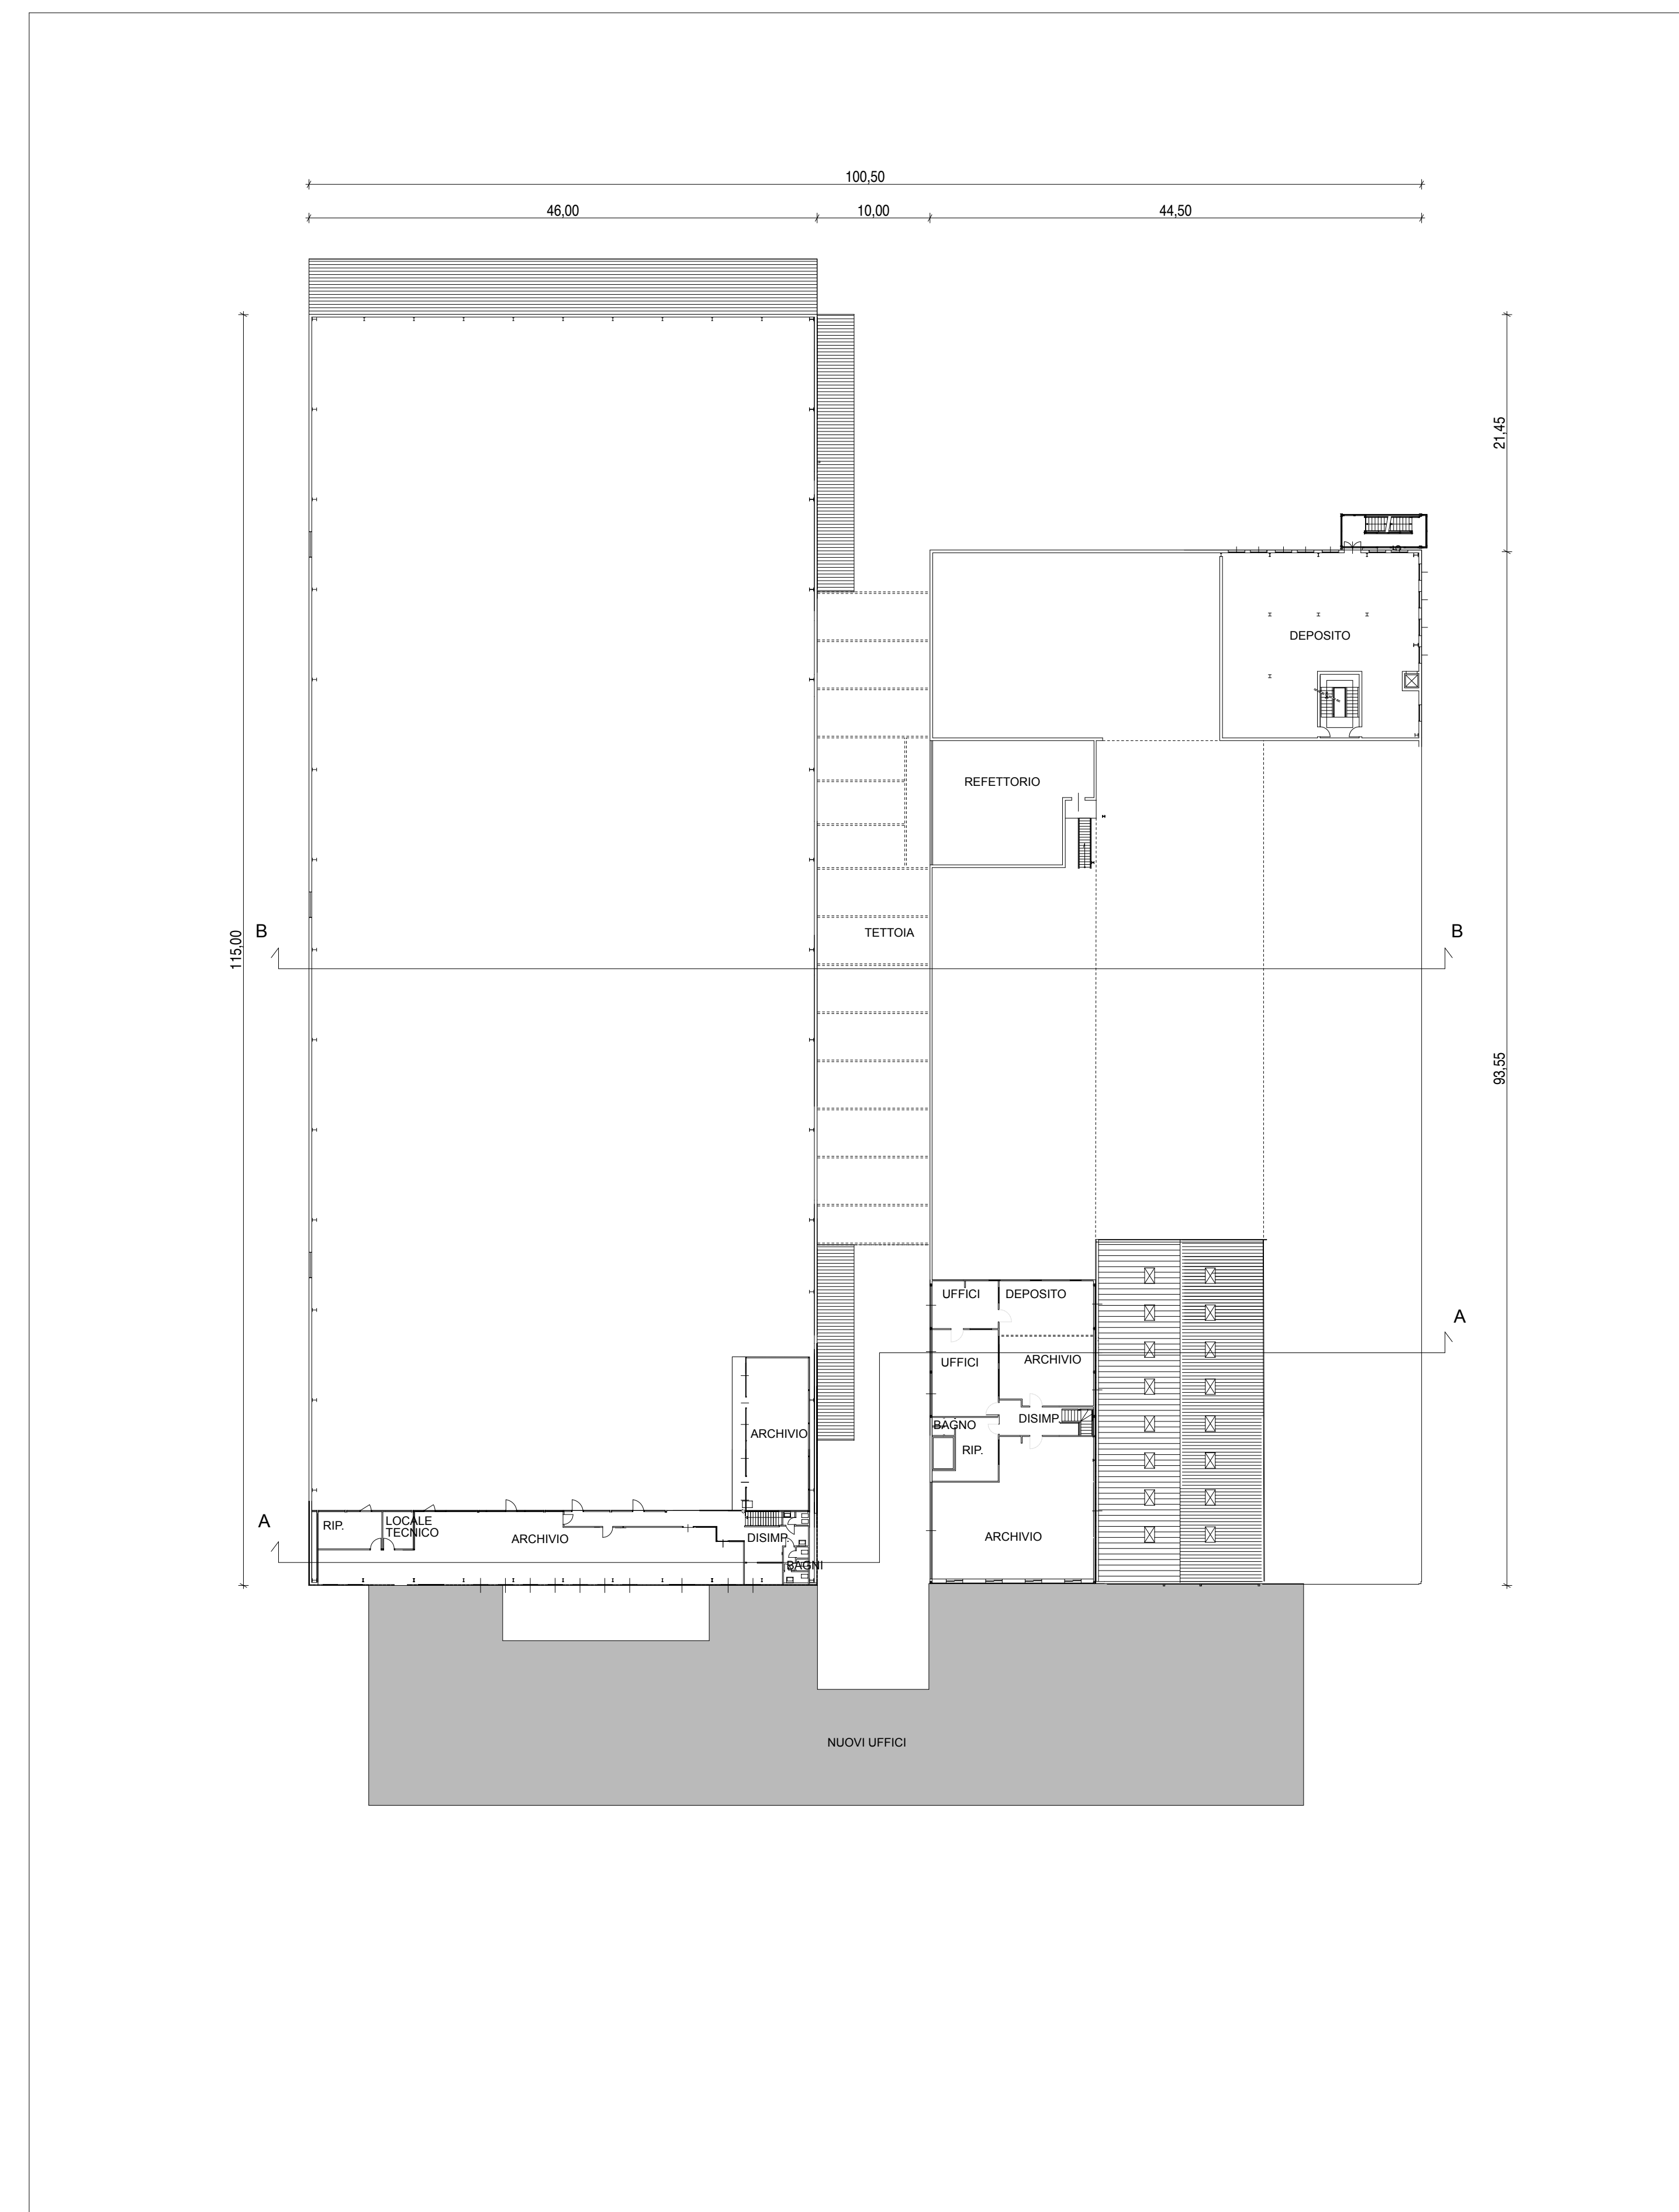 100,50
46,00
10,00
44,50
21,45
DEPOSITO
REFETTORIO
TETTOIA
B
B
115,00
93,55
UFFICI
DEPOSITO
A
UFFICI
ARCHIVIO
BAGNO
DISIMP.
ARCHIVIO
RIP.
A
RIP.
LOCALE
TECNICO
ARCHIVIO
DISIMP.
ARCHIVIO
BAGNI
NUOVI UFFICI